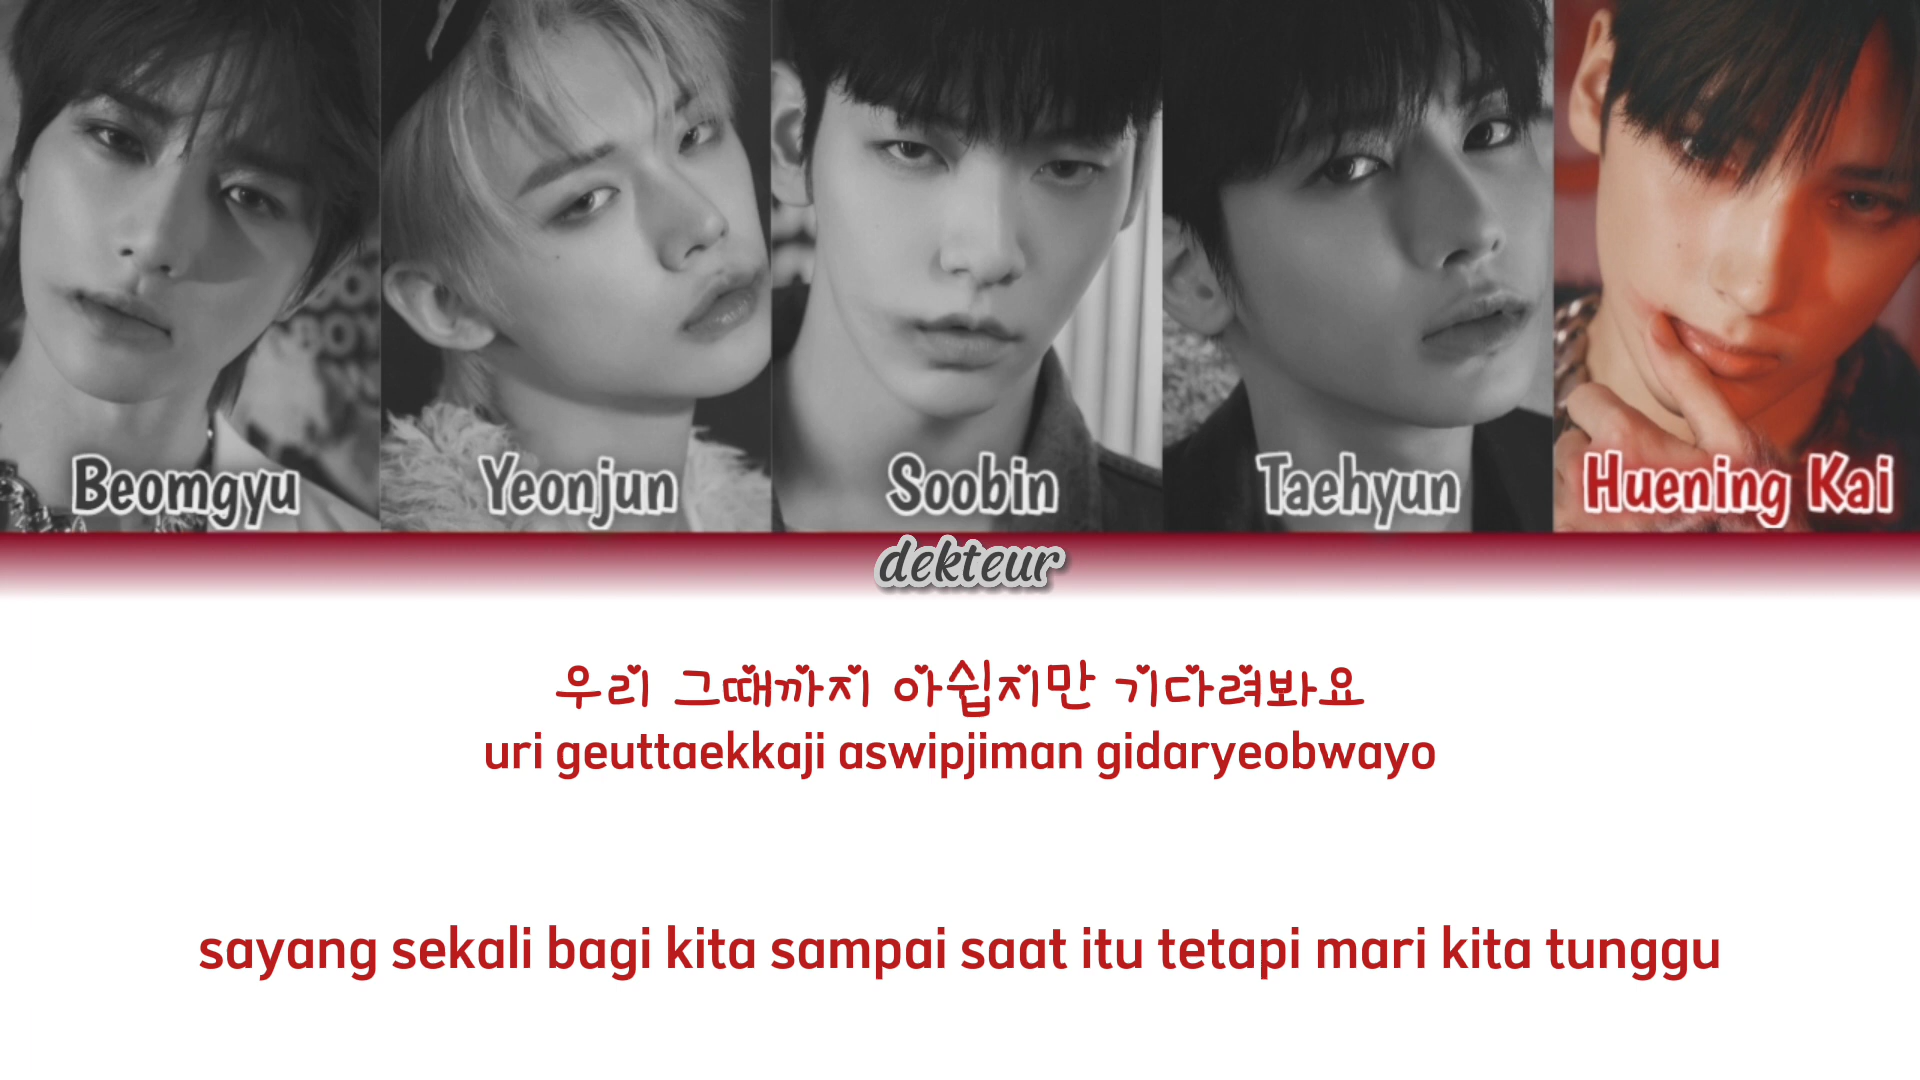 Beomgyu Yeonjun Soobin Taehyun Huening Kai
dekteur
우리 그때까지 아쉽지만 기다려봐요
uri geuttaekkaji aswipjiman gidaryeobwayo
sayang sekali bagi kita sampai saat itu tetapi mari kita tunggu